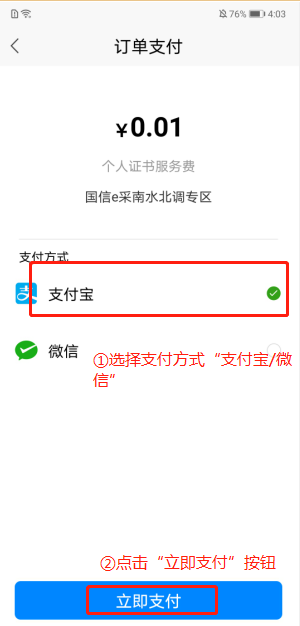 76% 4:03
订单支付
¥0.01
个人证书服务费
国信e采南水北调专区
支付方式
支付宝
微信
①选择支付方式“支付宝/微
信”
②点击“立即支付”按钮
立即支付